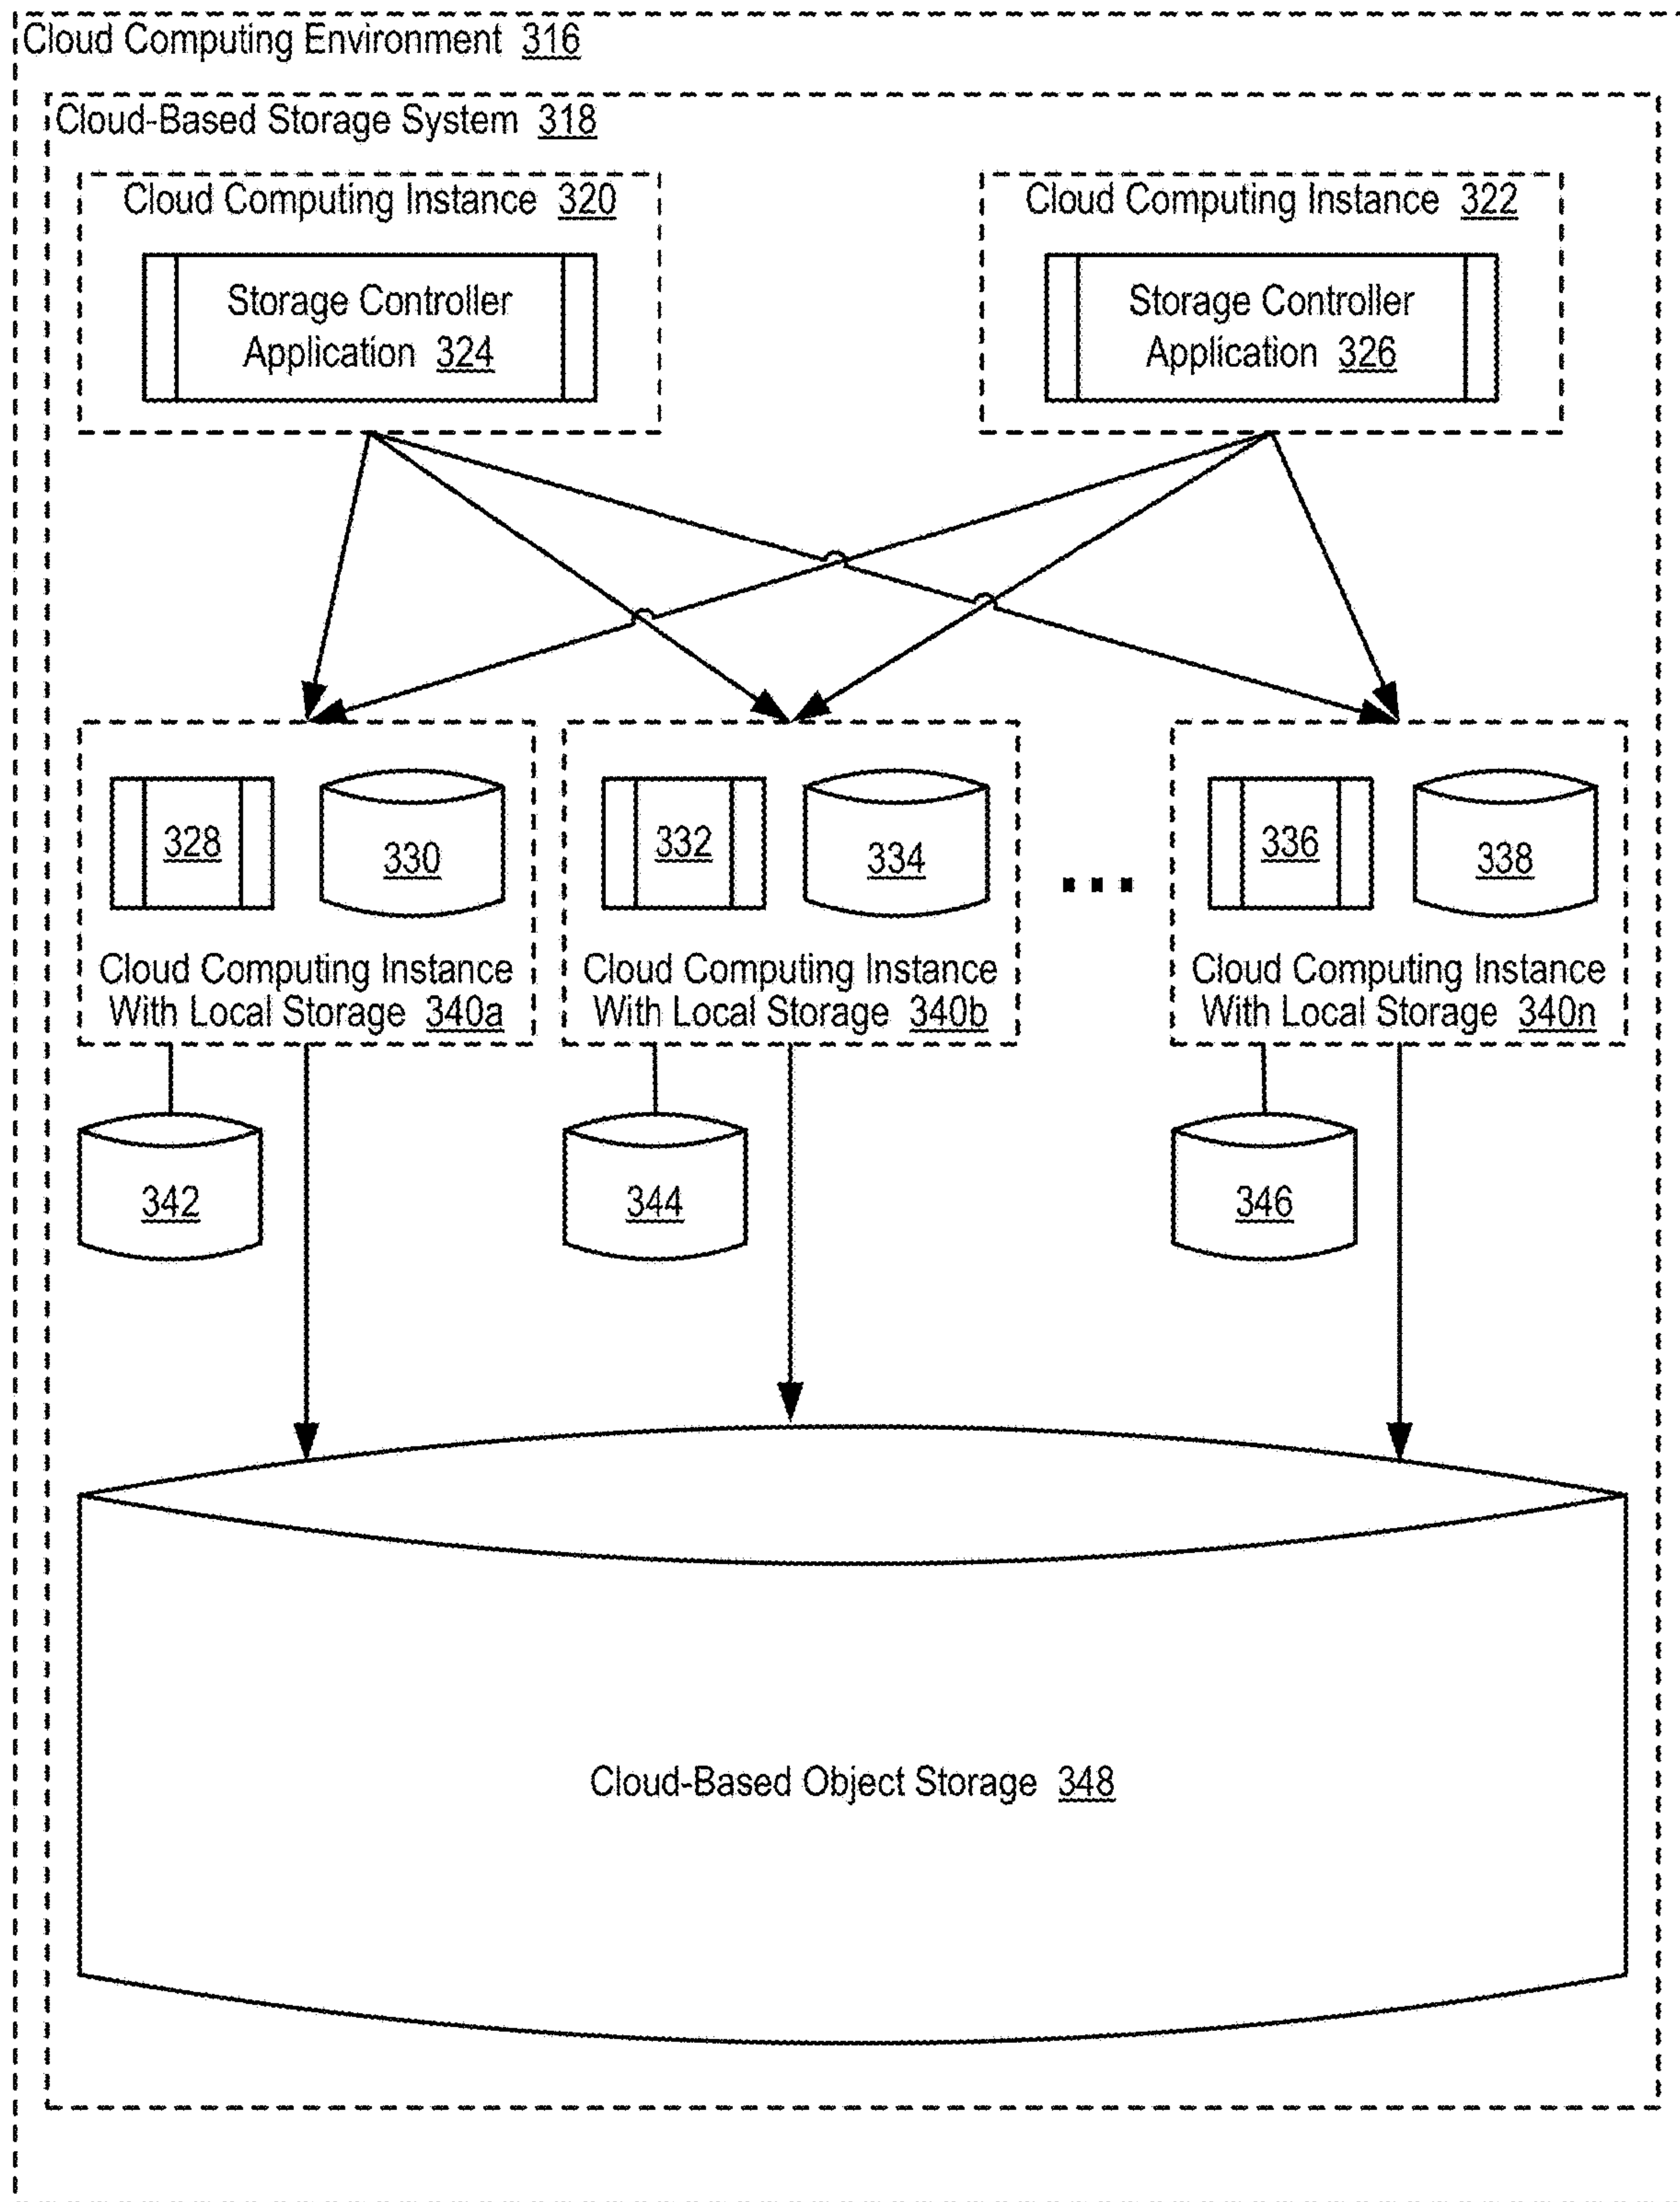 Cloud Computing Environment 316
Cloud-Based Storage System 318
Cloud Computing Instance 320
Storage Controller
Application 324
Cloud Computing Instance 322
Storage Controller
Application 326
328
330
Cloud Computing Instance
With Local Storage 340a
332
334
Cloud Computing Instance
With Local Storage 340b
...
336
338
Cloud Computing Instance
With Local Storage 340n
342
344
346
Cloud-Based Object Storage 348